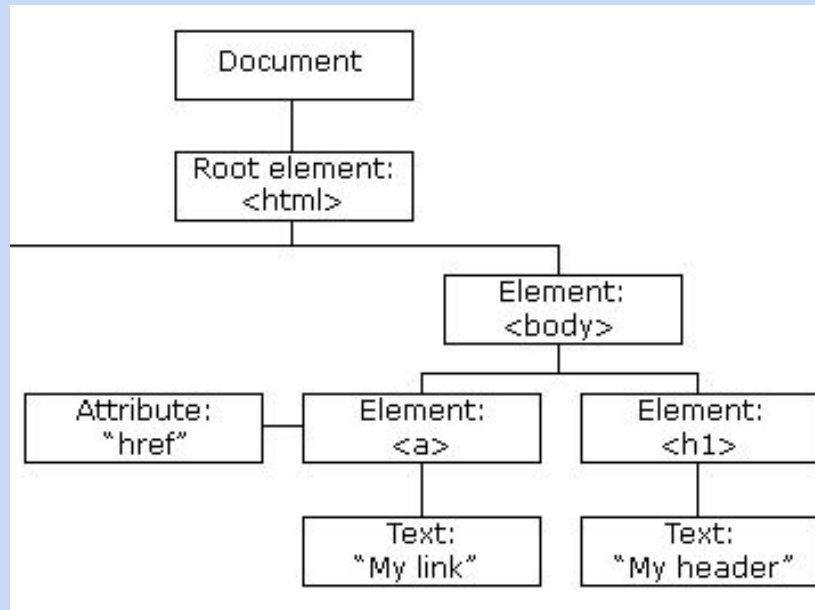 Document
Root element:
<html>
Element:
<body>
Attribute:
“href”
Element:
<a>
Element:
<h1>
Text:
“My link”
Text:
“My header”